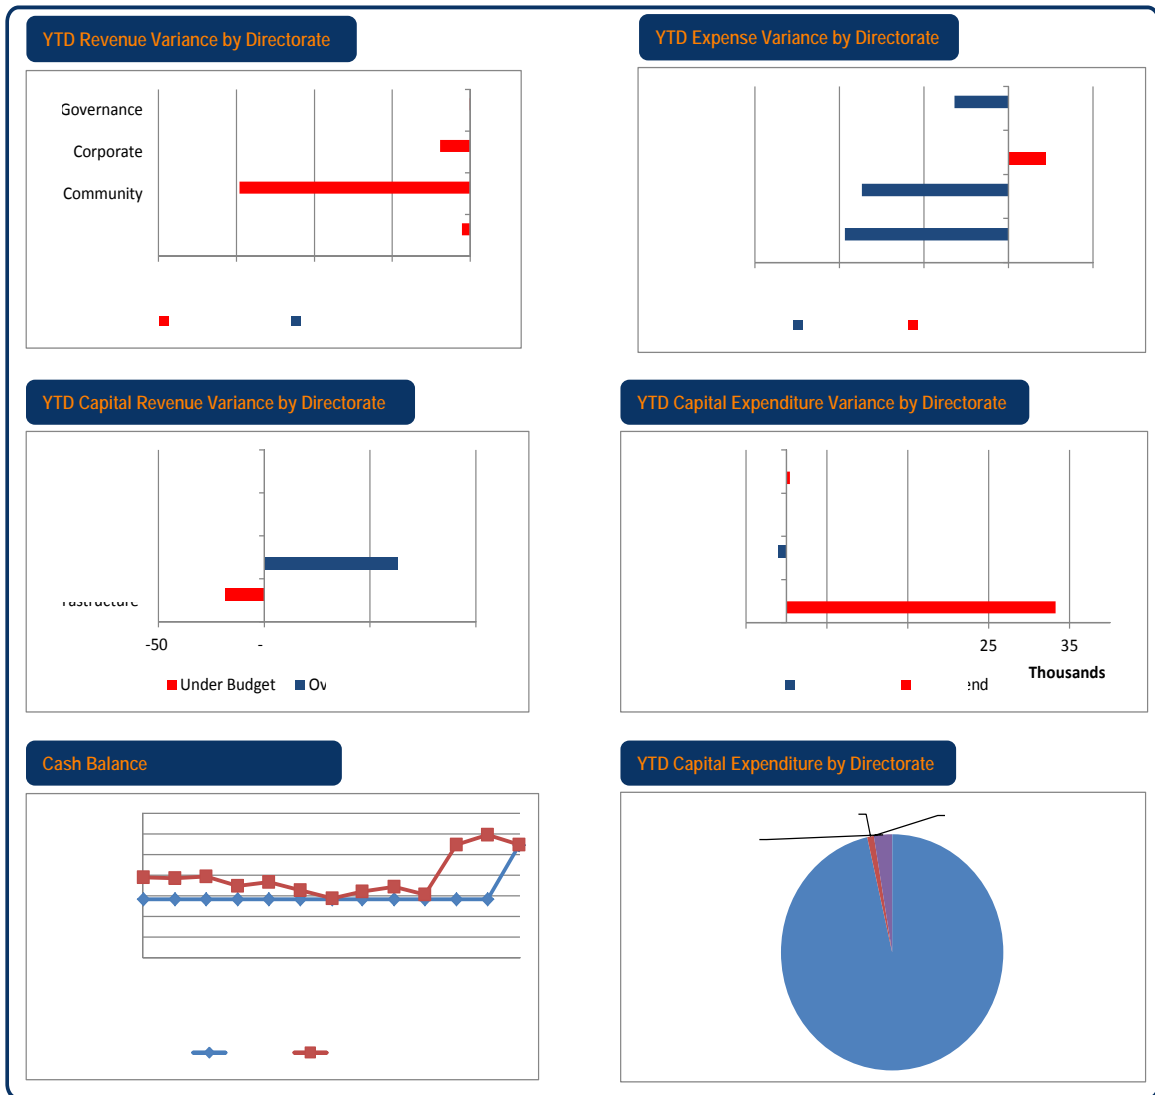 YTD Revenue Variance by Directorate
YTD Expense Variance by Directorate
Governance
Corporate
Community
YTD Capital Revenue Variance by Directorate
YTD Capital Expenditure Variance by Directorate
-50 -
25 35
Thousands
Under Budget
Cash Balance
YTD Capital Expenditure by Directorate